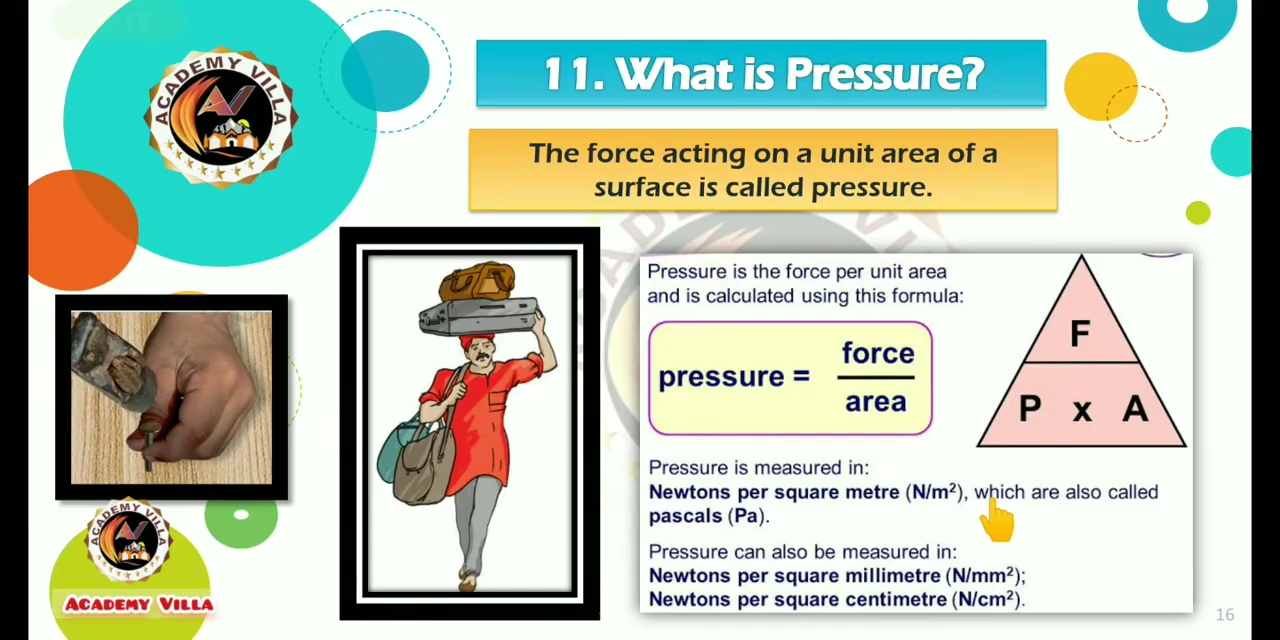 ACADEMY VILLA
11. What is Pressure?
The force acting on a unit area of a
surface is called pressure.
Pressure is the force per unit area
and is calculated using this formula:
pressure = force
area
F
P x A
Pressure is measured in:
Newtons per square metre (N/m²), which are also called
pascals (Pa).
Pressure can also be measured in:
Newtons per square millimetre (N/mm²);
Newtons per square centimetre (N/cm²).
ACADEMY VILLA
ACADEMY VILLA
16